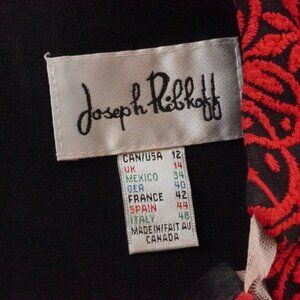 Joseph Ribkoff
CAN/USA 12
UK 14
MEXICO 34
GER 40
FRANCE 42
SPAIN 44
ITALY 46
MADE IN/FAIT AU
CANADA